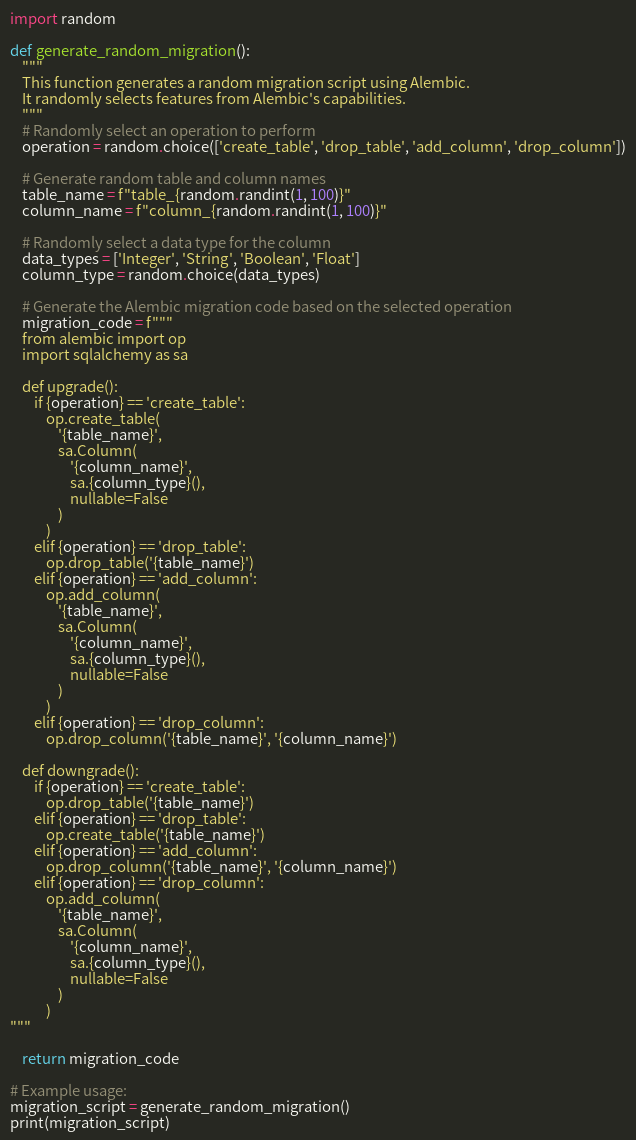 import random

def generate_random_migration():
    """
    This function generates a random migration script using Alembic.
    It randomly selects features from Alembic's capabilities.
    """
    # Randomly select an operation to perform
    operation = random.choice(['create_table', 'drop_table', 'add_column', 'drop_column'])

    # Generate random table and column names
    table_name = f"table_{random.randint(1, 100)}"
    column_name = f"column_{random.randint(1, 100)}"

    # Randomly select a data type for the column
    data_types = ['Integer', 'String', 'Boolean', 'Float']
    column_type = random.choice(data_types)

    # Generate the Alembic migration code based on the selected operation
    migration_code = f"""
    from alembic import op
    import sqlalchemy as sa

    def upgrade():
        if {operation} == 'create_table':
            op.create_table(
                '{table_name}',
                sa.Column(
                    '{column_name}',
                    sa.{column_type}(),
                    nullable=False
                )
            )
        elif {operation} == 'drop_table':
            op.drop_table('{table_name}')
        elif {operation} == 'add_column':
            op.add_column(
                '{table_name}',
                sa.Column(
                    '{column_name}',
                    sa.{column_type}(),
                    nullable=False
                )
            )
        elif {operation} == 'drop_column':
            op.drop_column('{table_name}', '{column_name}')

    def downgrade():
        if {operation} == 'create_table':
            op.drop_table('{table_name}')
        elif {operation} == 'drop_table':
            op.create_table('{table_name}')
        elif {operation} == 'add_column':
            op.drop_column('{table_name}', '{column_name}')
        elif {operation} == 'drop_column':
            op.add_column(
                '{table_name}',
                sa.Column(
                    '{column_name}',
                    sa.{column_type}(),
                    nullable=False
                )
            )
"""

    return migration_code

# Example usage:
migration_script = generate_random_migration()
print(migration_script)